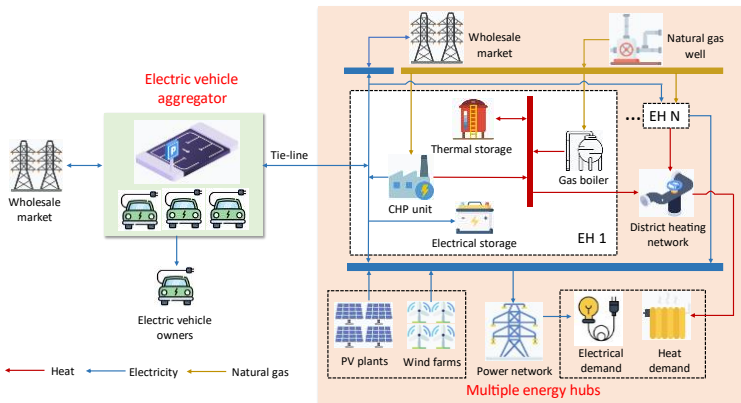 Wholesale
market
Natural gas
well
Electric vehicle
aggregator
P
Tie-line
Wholesale
market
Thermal storage
Gas boiler
CHP unit
Electrical storage
EH 1
... EH N
District heating
network
Electric vehicle
owners
PV plants
Wind farms
Power network
Electrical
demand
Heat
demand
Heat
Electricity
Natural gas
Multiple energy hubs